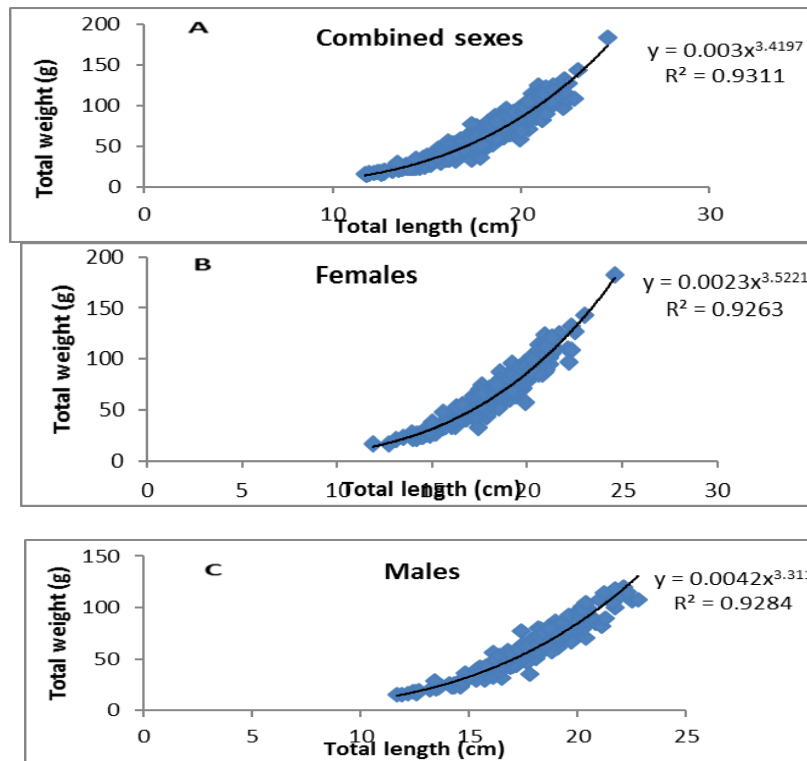 A
Combined sexes
y = 0.003x^3.4197
R² = 0.9311
Total weight (g)
200
150
100
50
0
0 10 20 30
Total length (cm)
B
Females
y = 0.0023x^3.5221
R² = 0.9263
Total weight (g)
200
150
100
50
0
0 5 10 15 20 25 30
Total length (cm)
C
Males
y = 0.0042x^3.311
R² = 0.9284
Total weight (g)
150
100
50
0
0 5 10 15 20 25
Total length (cm)